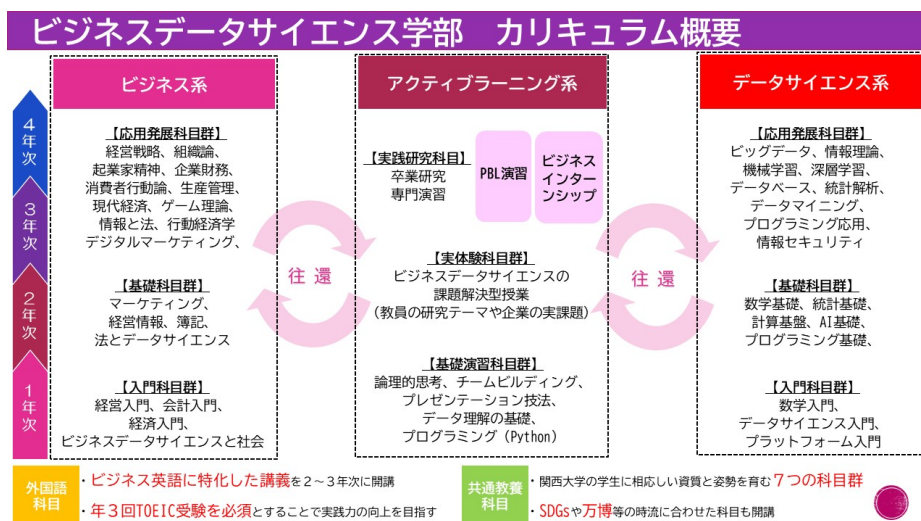 ビジネスデータサイエンス学部　カリキュラム概要
4年次
3年次
2年次
1年次
ビジネス系
【応用発展科目群】
経営戦略、組織論、
起業家精神、企業財務、
消費者行動論、生産管理、
現代経済、ゲーム理論、
情報と法、行動経済学
デジタルマーケティング、
【基礎科目群】
マーケティング、
経営情報、簿記、
法とデータサイエンス
【入門科目群】
経営入門、会計入門、
経済入門、
ビジネスデータサイエンスと社会
往還
アクティブラーニング系
【実践研究科目】
卒業研究
専門演習
PBL演習
ビジネス
インター
ンシップ
【実体験科目群】
ビジネスデータサイエンスの
課題解決型授業
（教員の研究テーマや企業の実課題）
【基礎演習科目群】
論理的思考、チームビルディング、
プレゼンテーション技法、
データ理解の基礎、
プログラミング（Python）
往還
データサイエンス系
【応用発展科目群】
ビッグデータ、情報理論、
機械学習、深層学習、
データベース、統計解析、
データマイニング、
プログラミング応用、
情報セキュリティ
【基礎科目群】
数学基礎、統計基礎、
計算基盤、AI基礎、
プログラミング基礎、
【入門科目群】
数学入門、
データサイエンス入門、
プラットフォーム入門
外国語
科目
・ビジネス英語に特化した講義を２～３年次に開講
・年３回TOEIC受験を必須とすることで実践力の向上を目指す
共通教養
科目
・関西大学の学生に相応しい資質と姿勢を育む７つの科目群
・SDGsや万博等の時流に合わせた科目も開講